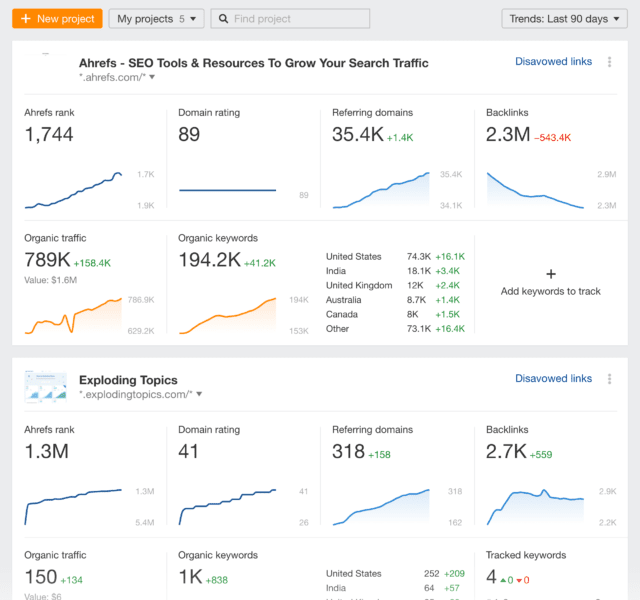 + New project
My projects 5
Find project
Trends: Last 90 days
Ahrefs - SEO Tools & Resources To Grow Your Search Traffic
*.ahrefs.com/*
Disavowed links
Ahrefs rank
1,744
1.7K
1.9K
Domain rating
89
89
Referring domains
35.4K +1.4K
35.4K
34.1K
Backlinks
2.3M -543.4K
2.9M
2.3M
Organic traffic
789K +158.4K
Value: $1.6M
786.9K
629.2K
Organic keywords
194.2K +41.2K
194K
153K
United States 74.3K +16.1K
India 18.1K +3.4K
United Kingdom 12K +2.4K
Australia 8.7K +1.4K
Canada 8K +1.5K
Other 73.1K +16.4K
+
Add keywords to track
Exploding Topics
*.explodingtopics.com/*
Disavowed links
Ahrefs rank
1.3M
1.3M
5.4M
Domain rating
41
41
26
Referring domains
318 +158
318
162
Backlinks
2.7K +559
2.9K
2.2K
Organic traffic
150 +134
Value: $6
Organic keywords
1K +838
United States 252 +209
India 64 +57
Tracked keywords
4 0 0